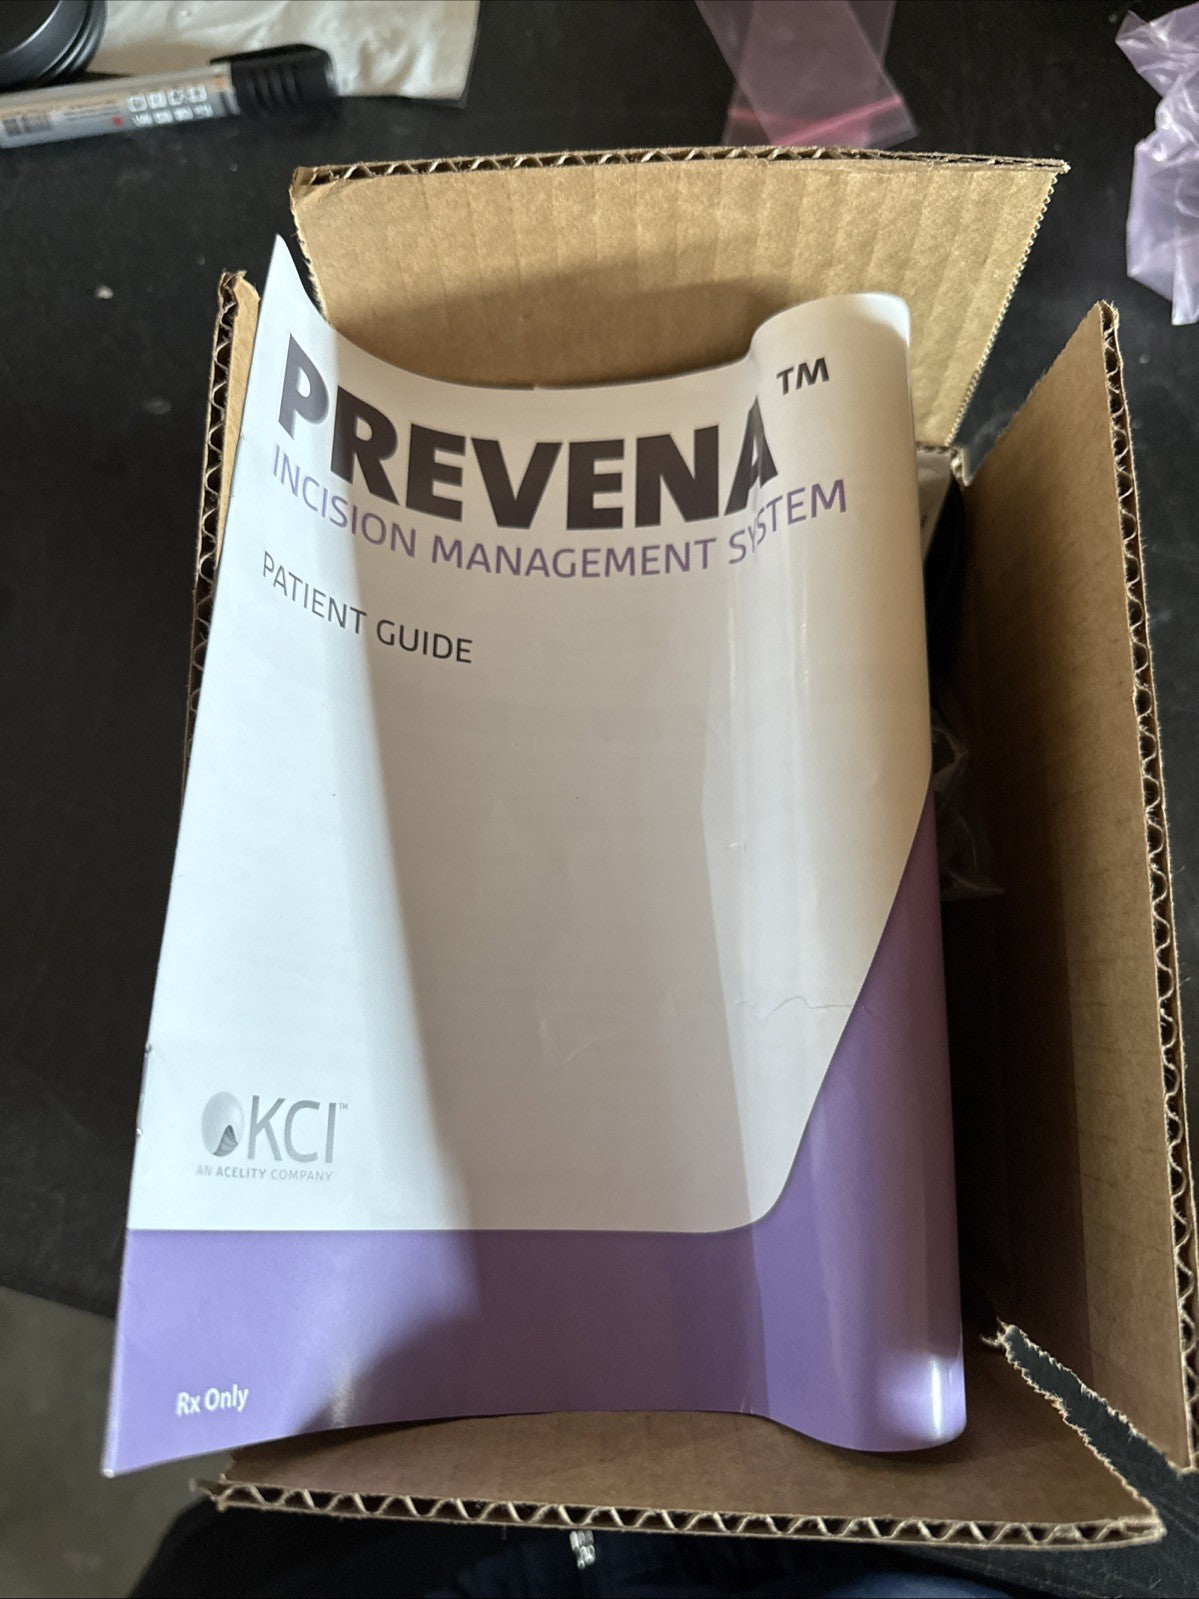 PREVENA™
INCISION MANAGEMENT SYSTEM
PATIENT GUIDE
KCI™
AN ACELITY COMPANY
Rx Only